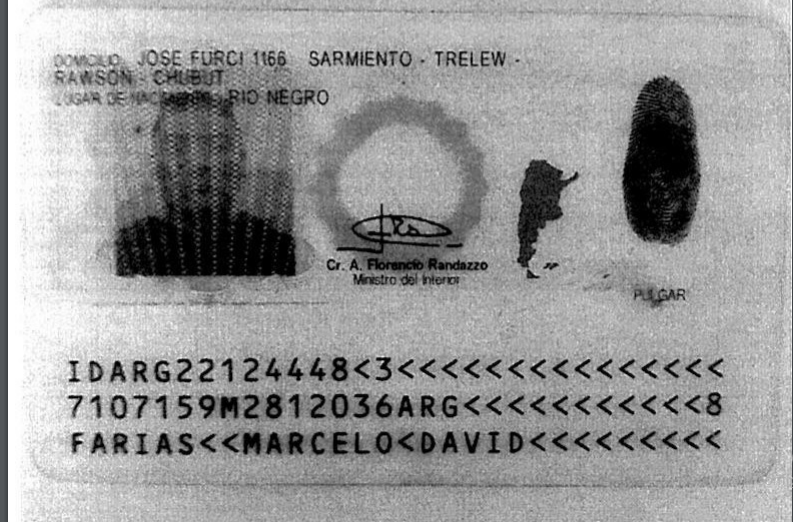 DOMICILIO: JOSE FURCI 1166 SARMIENTO - TRELEW -
RAWSON - CHUBUT
LUGAR DE NACIMIENTO: RIO NEGRO
Cr. A. Florencio Randazzo
Ministro del Interior
PULGAR
IDARG22124448<3<<<<<<<<<<<<<<<
7107159M2812036ARG<<<<<<<<<<<8
FARIAS<<MARCELO<DAVID<<<<<<<<<